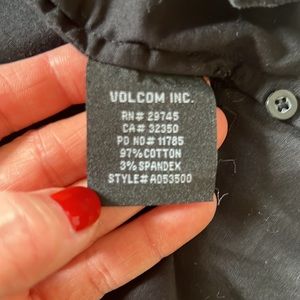 VOLCOM INC.
RN# 29745
CA# 32350
PO NO# 11785
97% COTTON
3% SPANDEX
STYLE# A053500